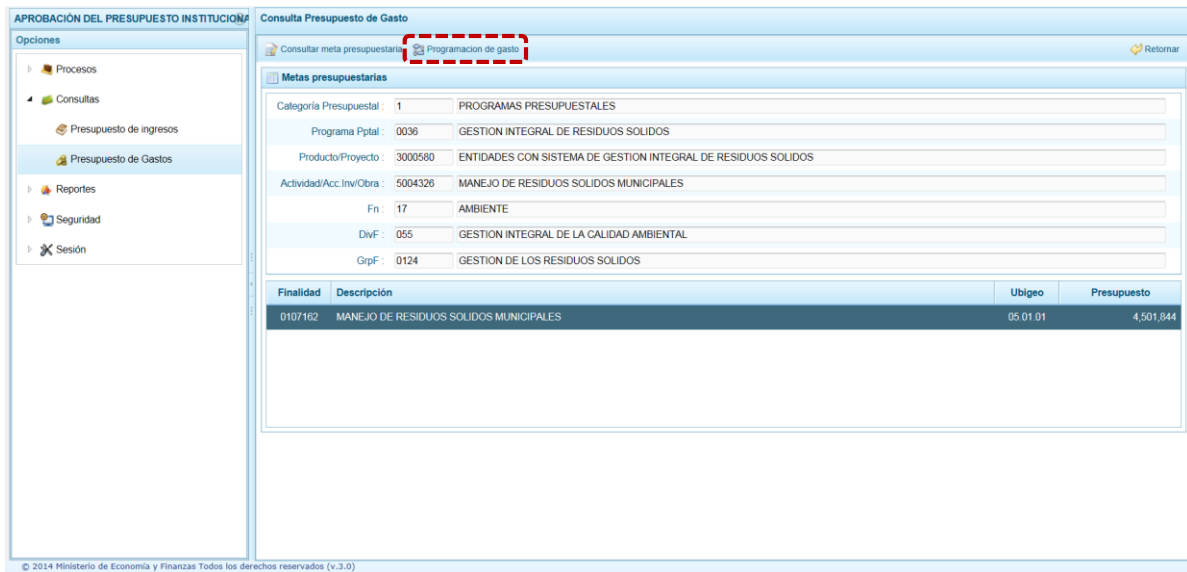 APROBACIÓN DEL PRESUPUESTO INSTITUCIONA
Opciones
Procesos
Consultas
Presupuesto de ingresos
Presupuesto de Gastos
Reportes
Seguridad
Sesión
Consulta Presupuesto de Gasto
Consultar meta presupuestaria Programacion de gasto Retornar
Metas presupuestarias
Categoría Presupuestal : 1 PROGRAMAS PRESUPUESTALES
Programa Pptal : 0036 GESTION INTEGRAL DE RESIDUOS SOLIDOS
Producto/Proyecto : 3000580 ENTIDADES CON SISTEMA DE GESTION INTEGRAL DE RESIDUOS SOLIDOS
Actividad/Acc.Inv/Obra : 5004326 MANEJO DE RESIDUOS SOLIDOS MUNICIPALES
Fn : 17 AMBIENTE
DivF : 055 GESTION INTEGRAL DE LA CALIDAD AMBIENTAL
GrpF : 0124 GESTION DE LOS RESIDUOS SOLIDOS
Finalidad Descripción Ubigeo Presupuesto
0107162 MANEJO DE RESIDUOS SOLIDOS MUNICIPALES 05.01.01 4,501,844
© 2014 Ministerio de Economía y Finanzas Todos los derechos reservados (v.3.0)